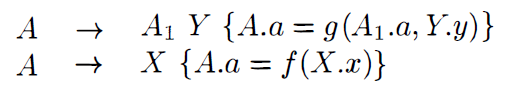 A → A₁ Y {A.a = g(A₁.a, Y.y)}
A → X {A.a = f(X.x)}